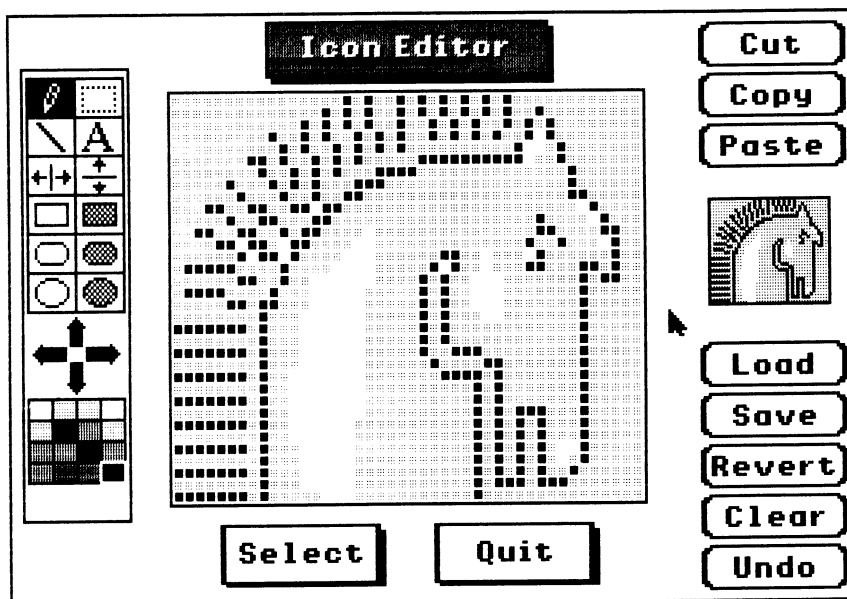 Icon Editor
Cut
Copy
Paste
A
Load
Save
Revert
Clear
Undo
Select
Quit